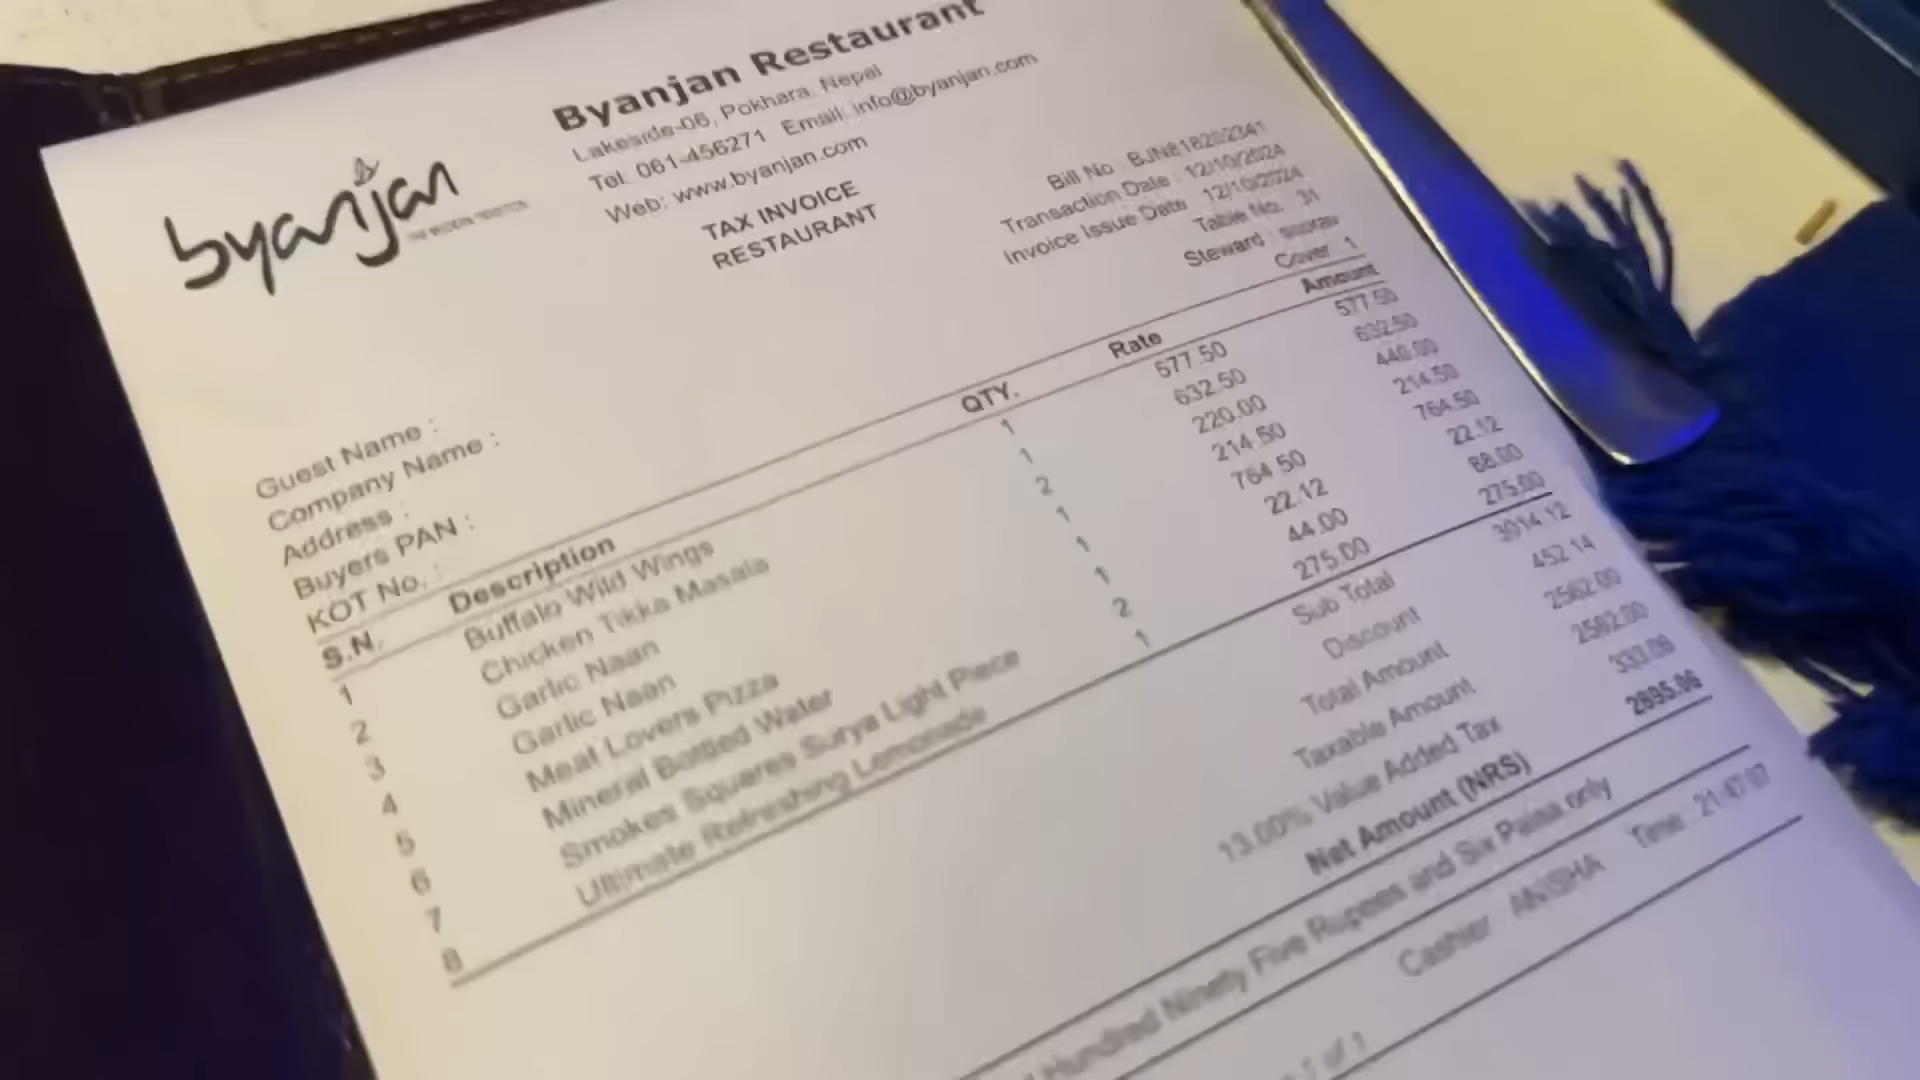 Byanjan Restaurant
Lakeside-06, Pokhara, Nepal
Tel: 061-456271 Email: info@byanjan.com
Web: www.byanjan.com
TAX INVOICE
RESTAURANT
byanjan
Bill No : BJN818202341
Transaction Date : 12/10/2024
Invoice Issue Date : 12/10/2024
Table No. : 31
Steward :
Cover : 1
Guest Name :
Company Name :
Address :
Buyers PAN :
KOT No. :
S.N. Description QTY. Rate Amount
1 Buffalo Wild Wings 1 577.50 577.50
2 Chicken Tikka Masala 1 632.50 632.50
3 Garlic Naan 2 220.00 440.00
4 Garlic Naan 1 214.50 214.50
5 Meat Lovers Pizza 1 764.50 764.50
6 Mineral Bottled Water 1 22.12 22.12
7 Smokes Squares Surya Light Piece 2 44.00 88.00
8 Ultimate Refreshing Lemonade 1 275.00 275.00
Sub Total 3014.12
Discount 452.14
Total Amount 2562.00
Taxable Amount 2562.00
13.00% Value Added Tax 333.06
Net Amount (NRS) 2895.06
Hundred Ninety Five Rupees and Six Paisa only
Cashier : ANISHA Time : 21:47:07
1 of 1